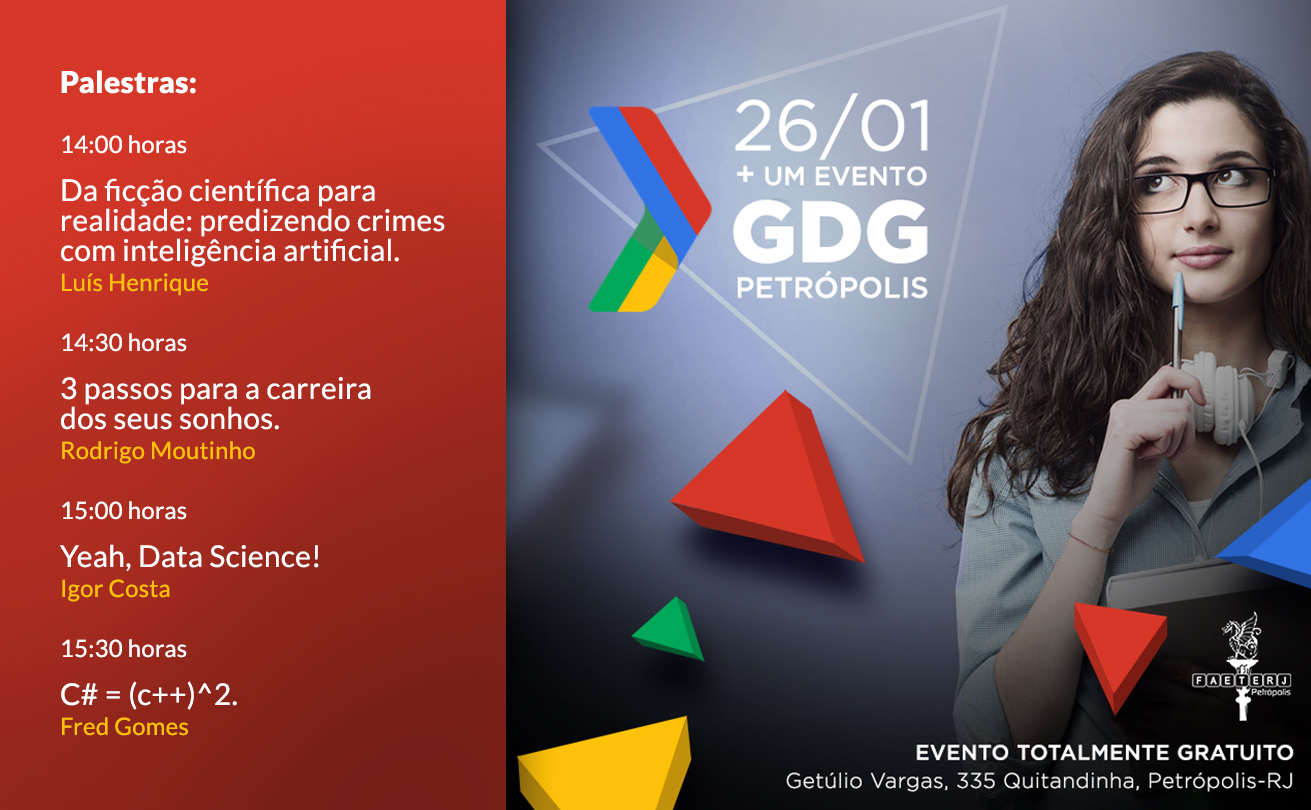 Palestras:
14:00 horas
Da ficção científica para
realidade: predizendo crimes
com inteligência artificial.
Luís Henrique
14:30 horas
3 passos para a carreira
dos seus sonhos.
Rodrigo Moutinho
15:00 horas
Yeah, Data Science!
Igor Costa
15:30 horas
C# = (c++)^2.
Fred Gomes
26/01
+ UM EVENTO
GDG
PETRÓPOLIS
FAETERJ
Petrópolis
EVENTO TOTALMENTE GRATUITO
Getúlio Vargas, 335 Quitandinha, Petrópolis-RJ